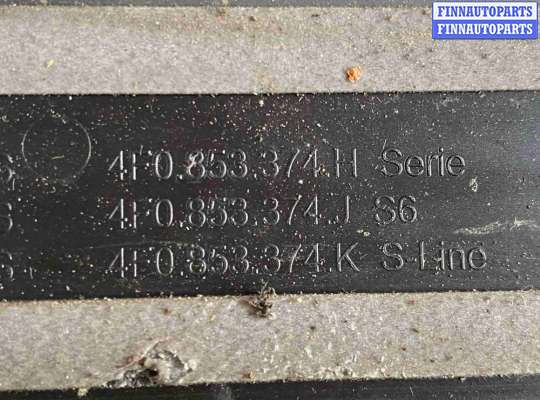 FINNAUTOPARTS
FINNAUTOPARTS
4F0.853.374.H Serie
4F0.853.374.J S6
4F0.853.374.K S-Line